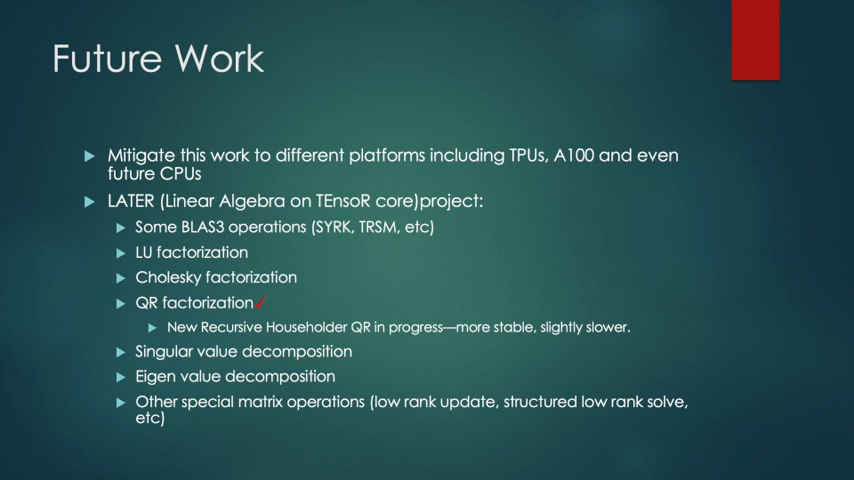 Future Work
Mitigate this work to different platforms including TPUs, A100 and even
future CPUs
LATER (Linear Algebra on TEnsoR core)project:
Some BLAS3 operations (SYRK, TRSM, etc)
LU factorization
Cholesky factorization
QR factorization✓
New Recursive Householder QR in progress—more stable, slightly slower.
Singular value decomposition
Eigen value decomposition
Other special matrix operations (low rank update, structured low rank solve,
etc)